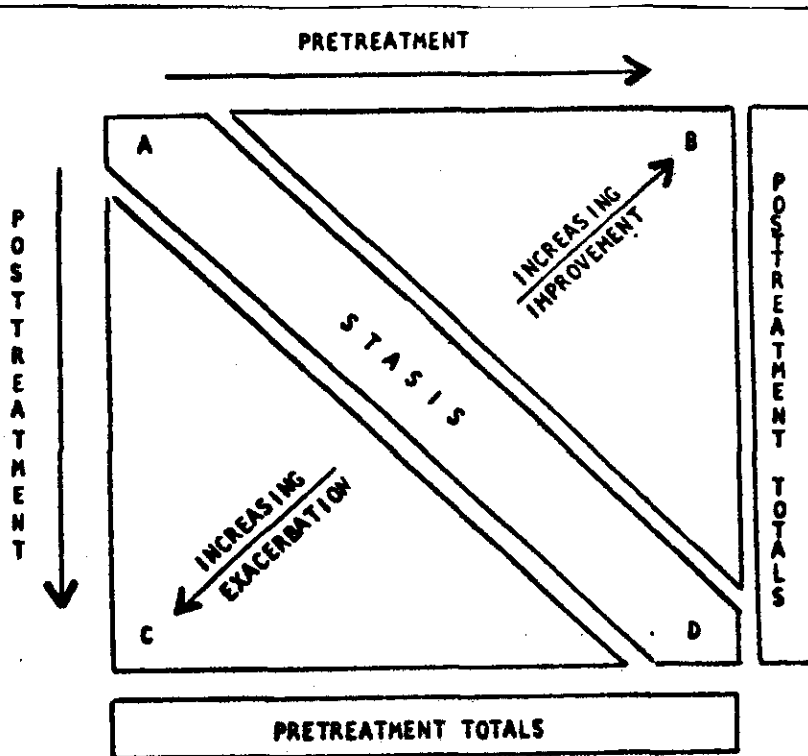 PRETREATMENT
A
B
POSTTREATMENT
INCREASING
IMPROVEMENT
POSTTREATMENT TOTALS
STASIS
INCREASING
EXACERBATION
C
D
PRETREATMENT TOTALS